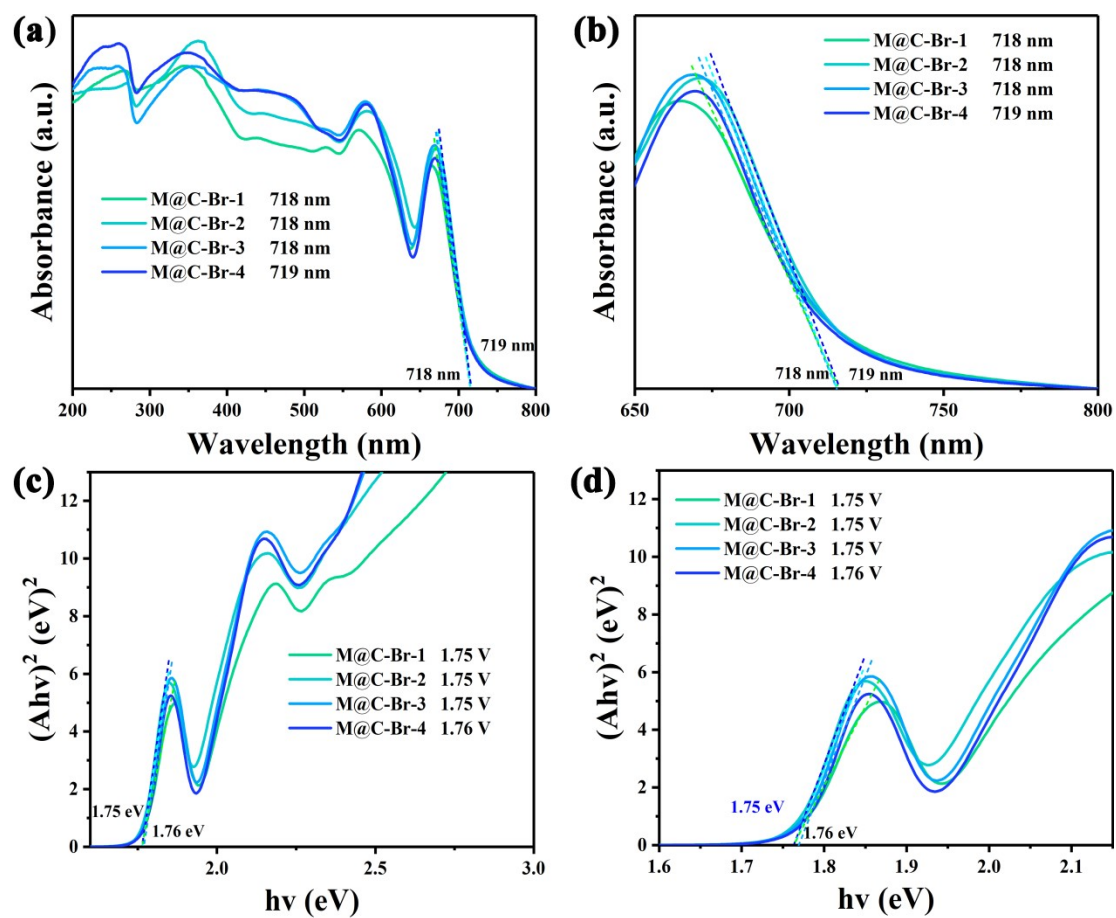 (a)
Absorbance (a.u.)
M@C-Br-1 718 nm
M@C-Br-2 718 nm
M@C-Br-3 718 nm
M@C-Br-4 719 nm
719 nm
718 nm
200 300 400 500 600 700 800
Wavelength (nm)
(b)
Absorbance (a.u.)
M@C-Br-1 718 nm
M@C-Br-2 718 nm
M@C-Br-3 718 nm
M@C-Br-4 719 nm
718 nm 719 nm
650 700 750 800
Wavelength (nm)
(c)
(Ahv)2 (eV)2
12
10
8
6
4
2
0
M@C-Br-1 1.75 V
M@C-Br-2 1.75 V
M@C-Br-3 1.75 V
M@C-Br-4 1.76 V
1.75 eV
1.76 eV
2.0 2.5 3.0
hv (eV)
(d)
(Ahv)2 (eV)2
12
10
8
6
4
2
0
M@C-Br-1 1.75 V
M@C-Br-2 1.75 V
M@C-Br-3 1.75 V
M@C-Br-4 1.76 V
1.75 eV
1.76 eV
1.6 1.7 1.8 1.9 2.0 2.1
hv (eV)